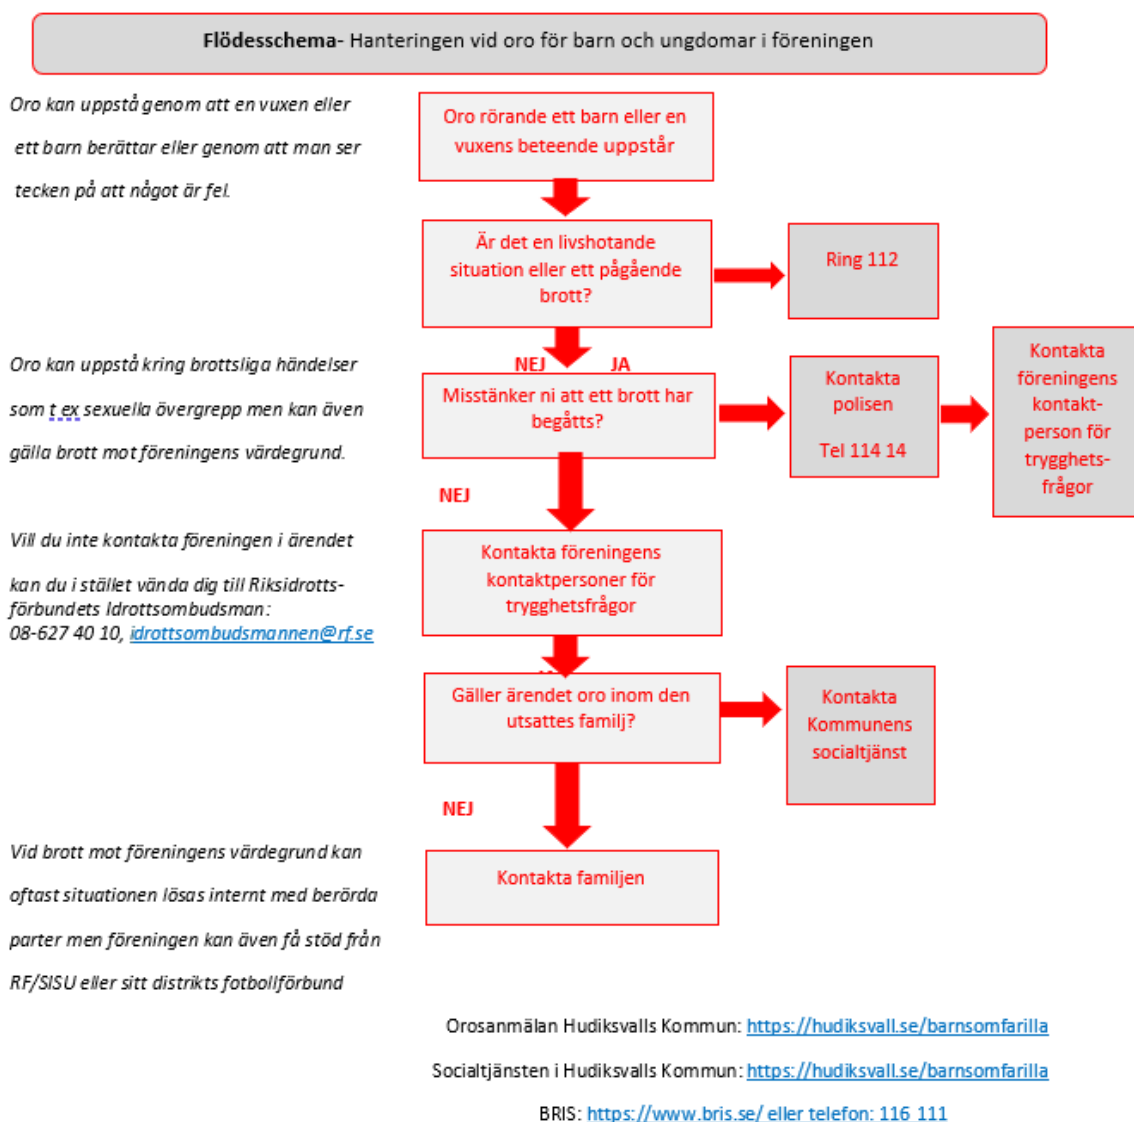 Flödesschema- Hanteringen vid oro för barn och ungdomar i föreningen
Oro kan uppstå genom att en vuxen eller
ett barn berättar eller genom att man ser
tecken på att något är fel.
Oro rörande ett barn eller en
vuxens beteende uppstår
Är det en livshotande
situation eller ett pågående
brott?
Ring 112
NEJ
JA
Oro kan uppstå kring brottsliga händelser
som t ex sexuella övergrepp men kan även
gälla brott mot föreningens värdegrund.
Misstänker ni att ett brott har
begåtts?
Kontakta
polisen
Tel 114 14
Kontakta
föreningens
kontakt-
person för
trygghets-
frågor
NEJ
Vill du inte kontakta föreningen i ärendet
kan du i stället vända dig till Riksidrotts-
förbundets Idrottsombudsman:
08-627 40 10, idrottsombudsmannen@rf.se
Kontakta föreningens
kontaktpersoner för
trygghetsfrågor
Gäller ärendet oro inom den
utsattes familj?
Kontakta
Kommunens
socialtjänst
NEJ
Vid brott mot föreningens värdegrund kan
oftast situationen lösas internt med berörda
parter men föreningen kan även få stöd från
RF/SISU eller sitt distrikts fotbollförbund
Kontakta familjen
Orosanmälan Hudiksvalls Kommun: https://hudiksvall.se/barnsomfarilla
Socialtjänsten i Hudiksvalls Kommun: https://hudiksvall.se/barnsomfarilla
BRIS: https://www.bris.se/ eller telefon: 116 111